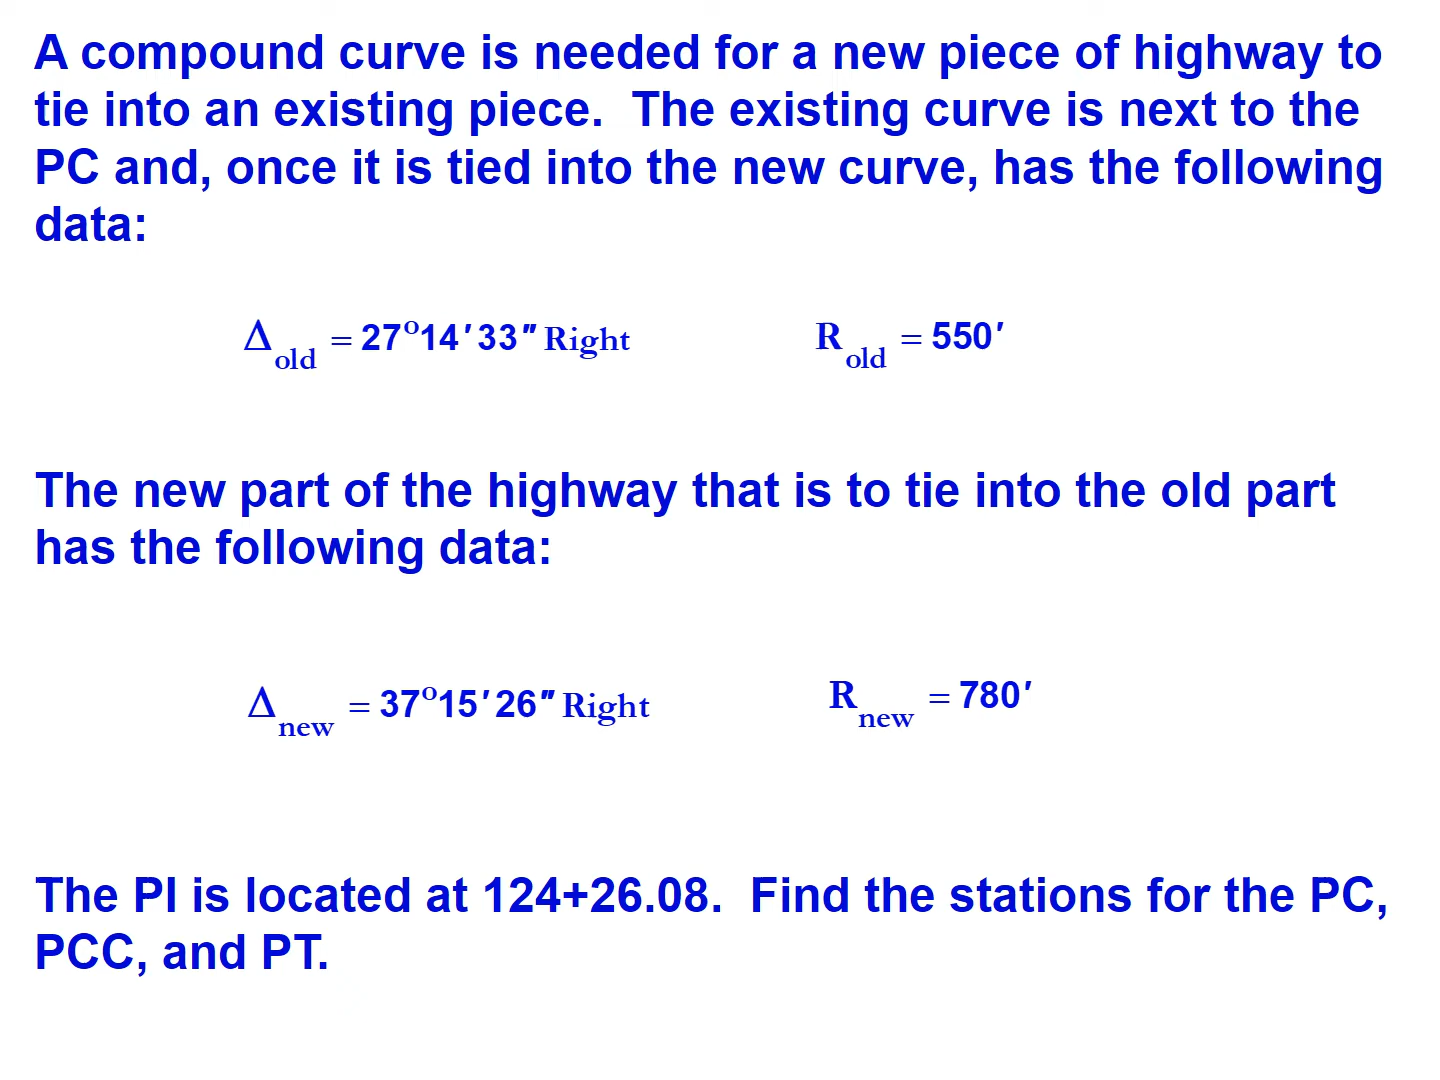 A compound curve is needed for a new piece of highway to
tie into an existing piece.  The existing curve is next to the
PC and, once it is tied into the new curve, has the following
data:
Δold = 27°14′33″ Right    Rold = 550′
The new part of the highway that is to tie into the old part
has the following data:
Δnew = 37°15′26″ Right    Rnew = 780′
The PI is located at 124+26.08.  Find the stations for the PC,
PCC, and PT.